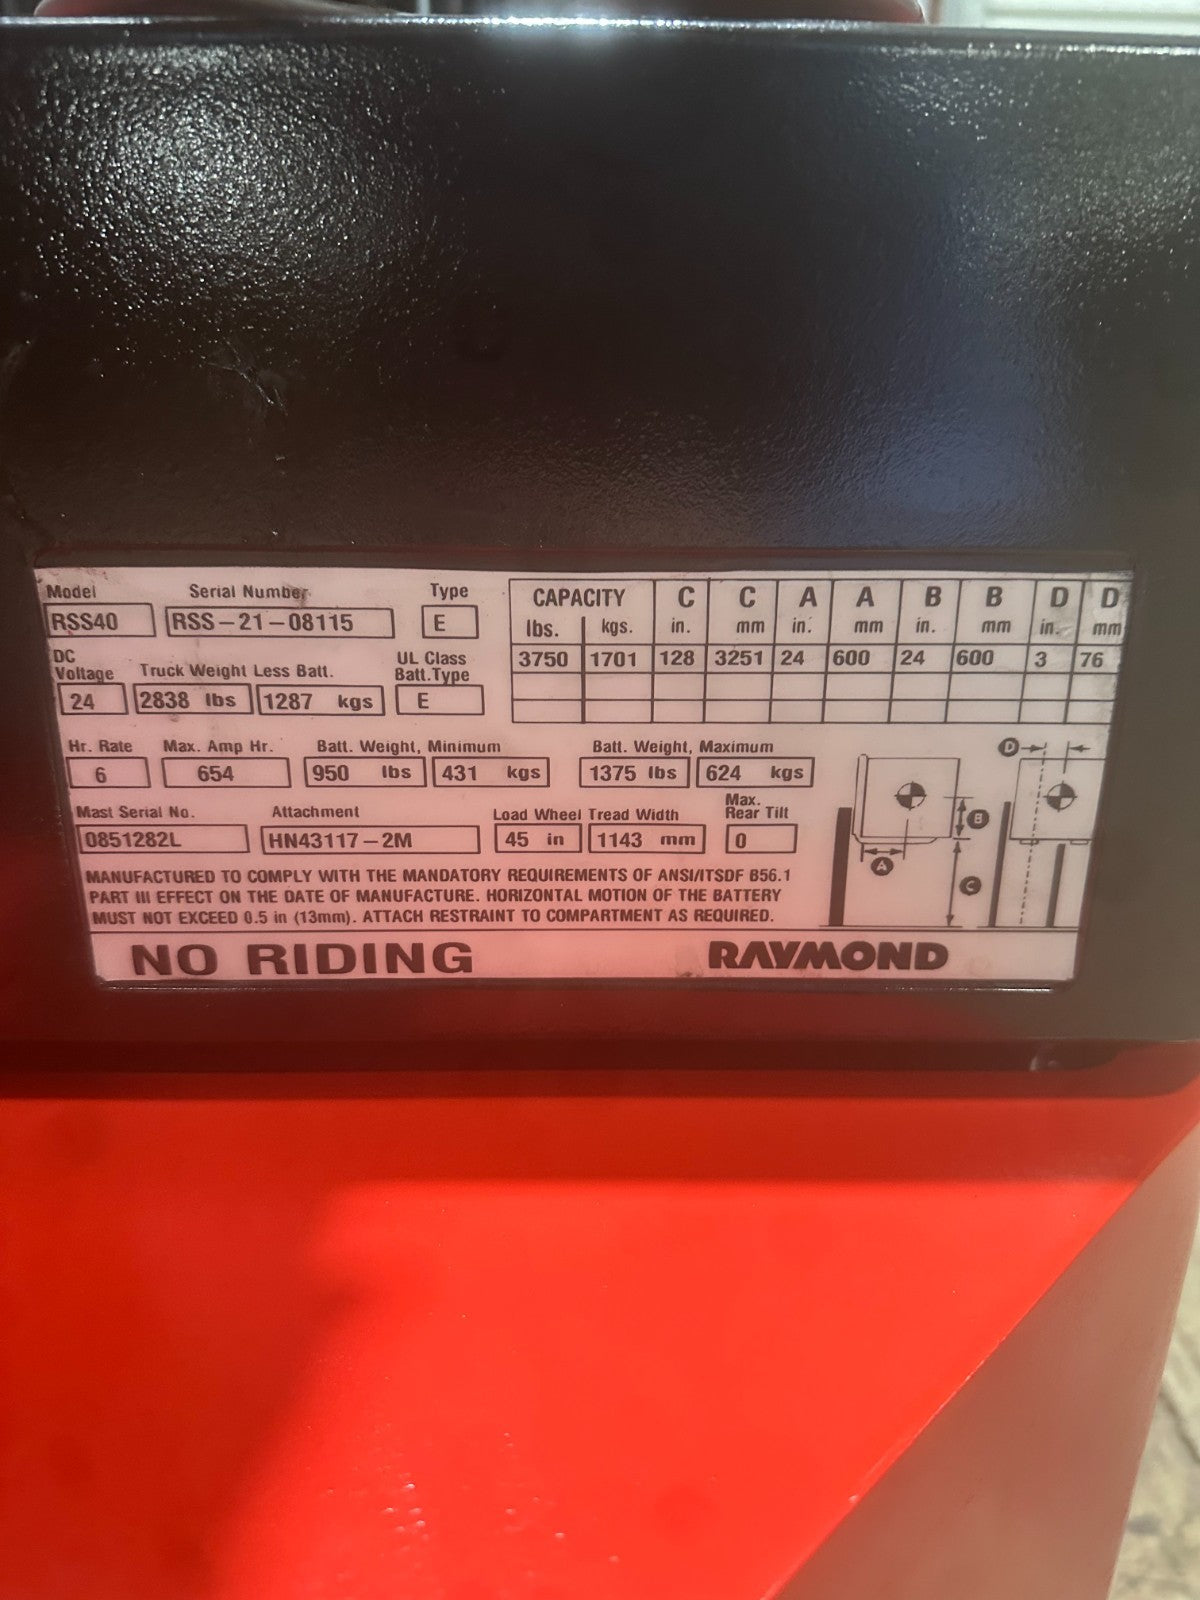 Model Serial Number Type
RSS40 RSS-21-08115 E
DC Voltage Truck Weight Less Batt. UL Class Batt.Type
24 2838 lbs 1287 kgs E
CAPACITY C C A A B B D D
lbs. kgs. in. mm in. mm in. mm in. mm
3750 1701 128 3251 24 600 24 600 3 76
Hr. Rate Max. Amp Hr. Batt. Weight, Minimum Batt. Weight, Maximum
6 654 950 lbs 431 kgs 1375 lbs 624 kgs
Mast Serial No. Attachment Load Wheel Tread Width Max. Rear Tilt
0851282L HN43117-2M 45 in 1143 mm 0
D
B
A
C
MANUFACTURED TO COMPLY WITH THE MANDATORY REQUIREMENTS OF ANSI/ITSDF B56.1
PART III EFFECT ON THE DATE OF MANUFACTURE. HORIZONTAL MOTION OF THE BATTERY
MUST NOT EXCEED 0.5 in (13mm). ATTACH RESTRAINT TO COMPARTMENT AS REQUIRED.
NO RIDING RAYMOND